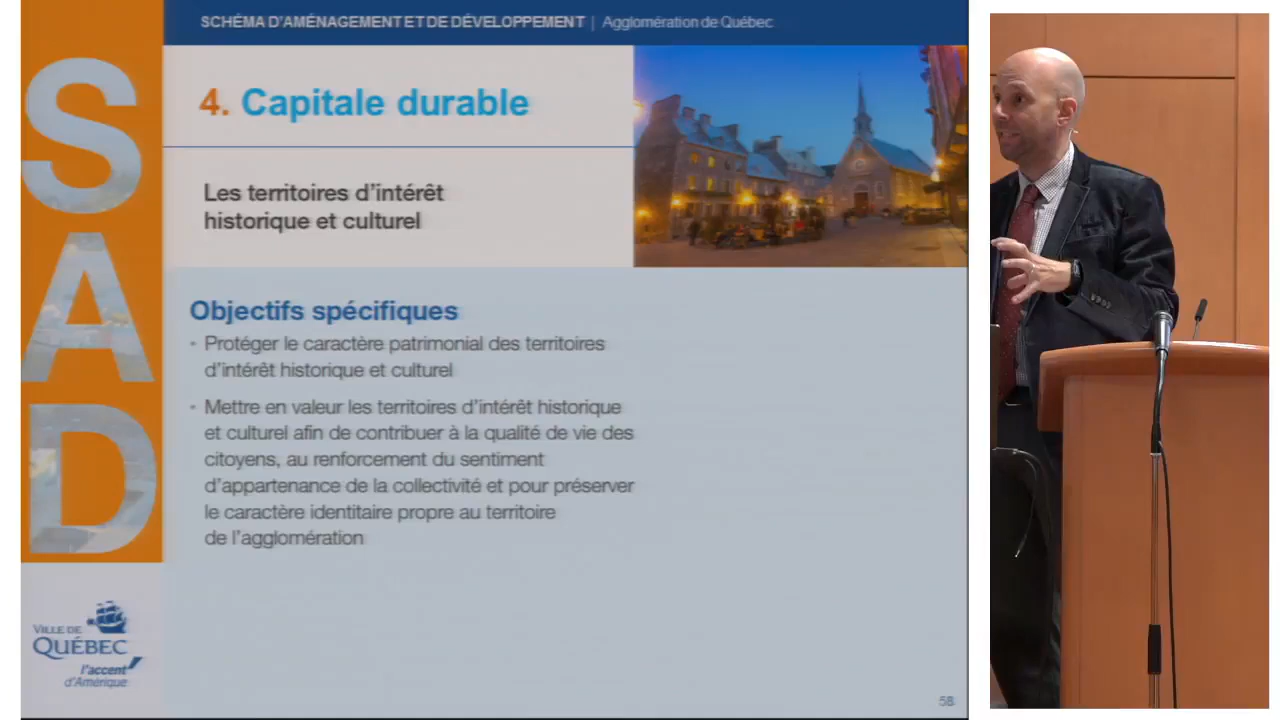 SCHÉMA D'AMÉNAGEMENT ET DE DÉVELOPPEMENT | Agglomération de Québec
SAD
4. Capitale durable
Les territoires d'intérêt
historique et culturel
Objectifs spécifiques
• Protéger le caractère patrimonial des territoires
d'intérêt historique et culturel
• Mettre en valeur les territoires d'intérêt historique
et culturel afin de contribuer à la qualité de vie des
citoyens, au renforcement du sentiment
d'appartenance de la collectivité et pour préserver
le caractère identitaire propre au territoire
de l'agglomération
VILLE DE
QUÉBEC
l'accent
d'Amérique
58